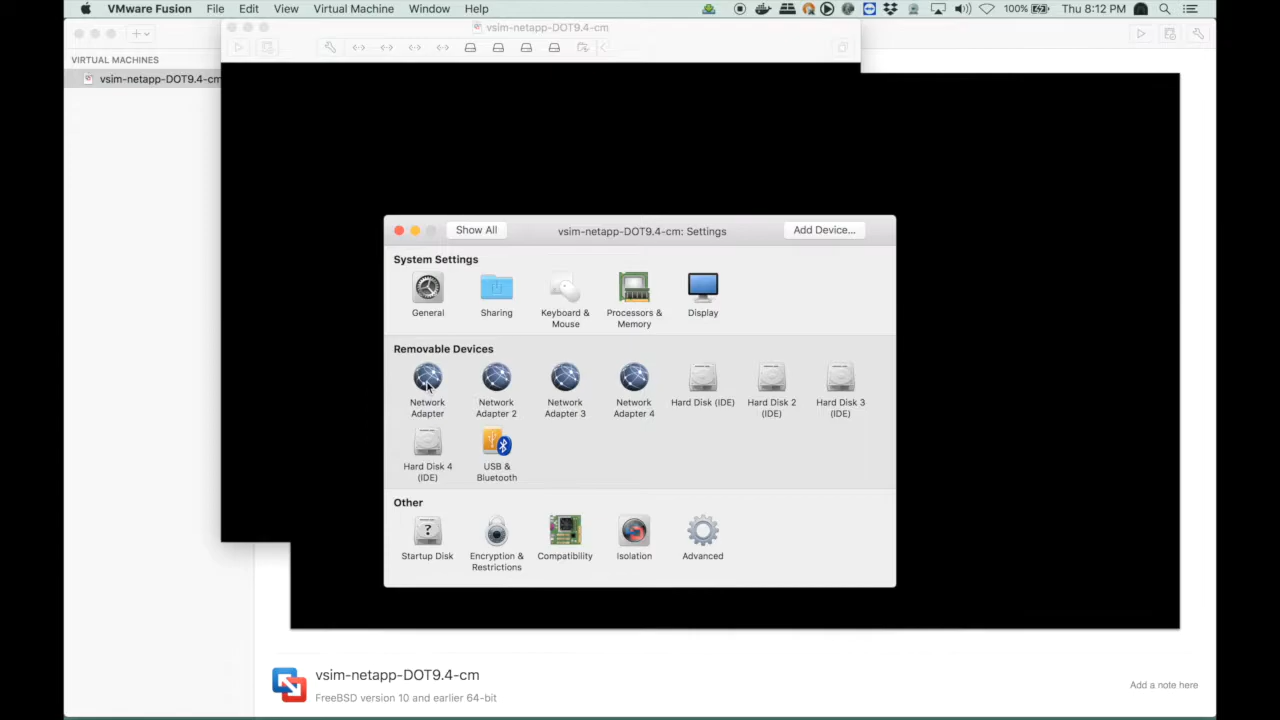 VMware Fusion File Edit View Virtual Machine Window Help 100% Thu 8:12 PM
vsim-netapp-DOT9.4-cm
VIRTUAL MACHINES
vsim-netapp-DOT9.4-cm
Show All
vsim-netapp-DOT9.4-cm: Settings
Add Device...
System Settings
General
Sharing
Keyboard &
Mouse
Processors &
Memory
Display
Removable Devices
Network
Adapter
Network
Adapter 2
Network
Adapter 3
Network
Adapter 4
Hard Disk (IDE)
Hard Disk 2
(IDE)
Hard Disk 3
(IDE)
Hard Disk 4
(IDE)
USB &
Bluetooth
Other
Startup Disk
Encryption &
Restrictions
Compatibility
Isolation
Advanced
vsim-netapp-DOT9.4-cm
FreeBSD version 10 and earlier 64-bit
Add a note here